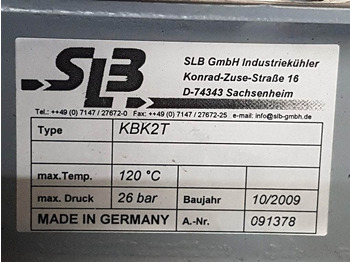 SLB
SLB GmbH Industriekühler
Konrad-Zuse-Straße 16
D-74343 Sachsenheim
Tel.: ++49 (0) 7147 / 27672-0 Fax: ++49 (0) 7147 / 27672-25 e-mail: info@slb-gmbh.de
Type KBK2T
max.Temp. 120 °C
max. Druck 26 bar Baujahr 10/2009
MADE IN GERMANY A.-Nr. 091378